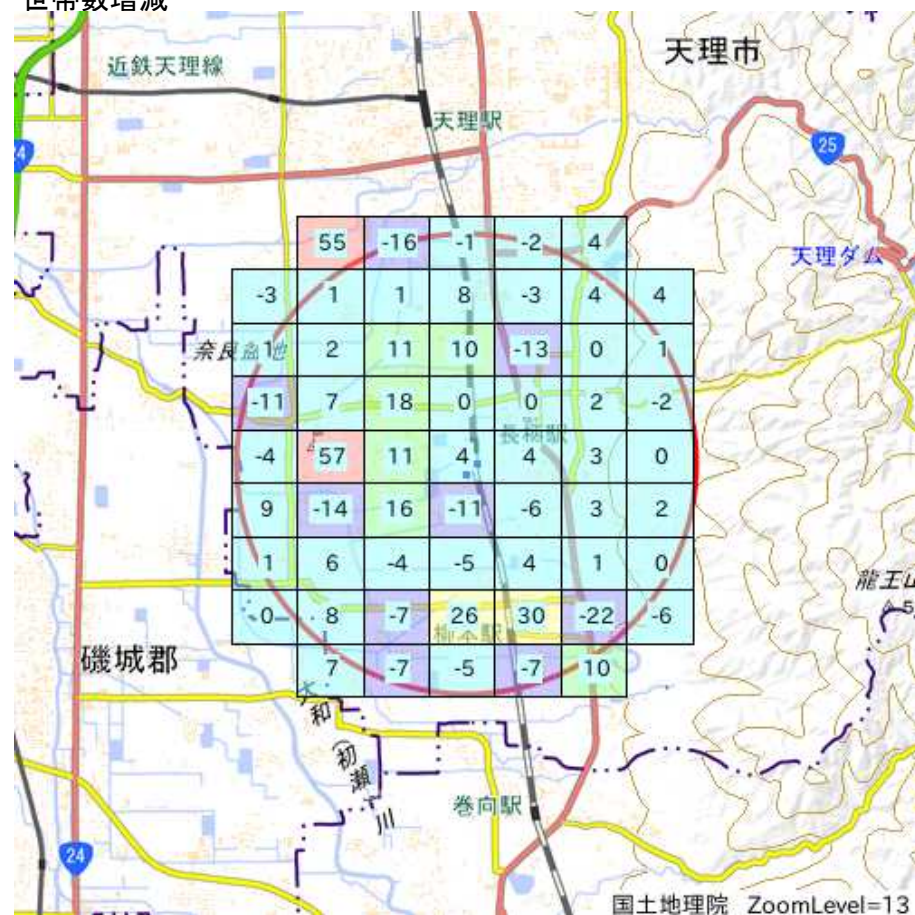 世帯数増減
天理市
近鉄天理線
天理駅
25
4
天理ダム
55 -16 -1 -2 4
-3 1 1 8 -3 4 4
奈良盆地
1 2 11 10 -13 0 1
-11 7 18 0 0 2 -2
長柄駅
-4 57 11 4 4 3 0
9 -14 16 -11 -6 3 2
1 6 -4 -5 4 1 0
龍王山
5
-0 8 -7 26 30 -22 -6
柳本駅
磯城郡
7 -7 -5 -7 10
大和
(初瀬)川
巻向駅
24
国土地理院 ZoomLevel=13